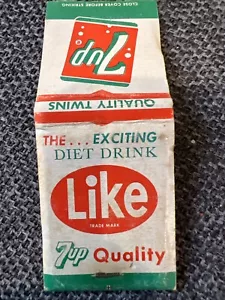 CLOSE COVER BEFORE STRIKING
7up
QUALITY TWINS
THE...EXCITING
DIET DRINK
Like
TRADE MARK
7up Quality